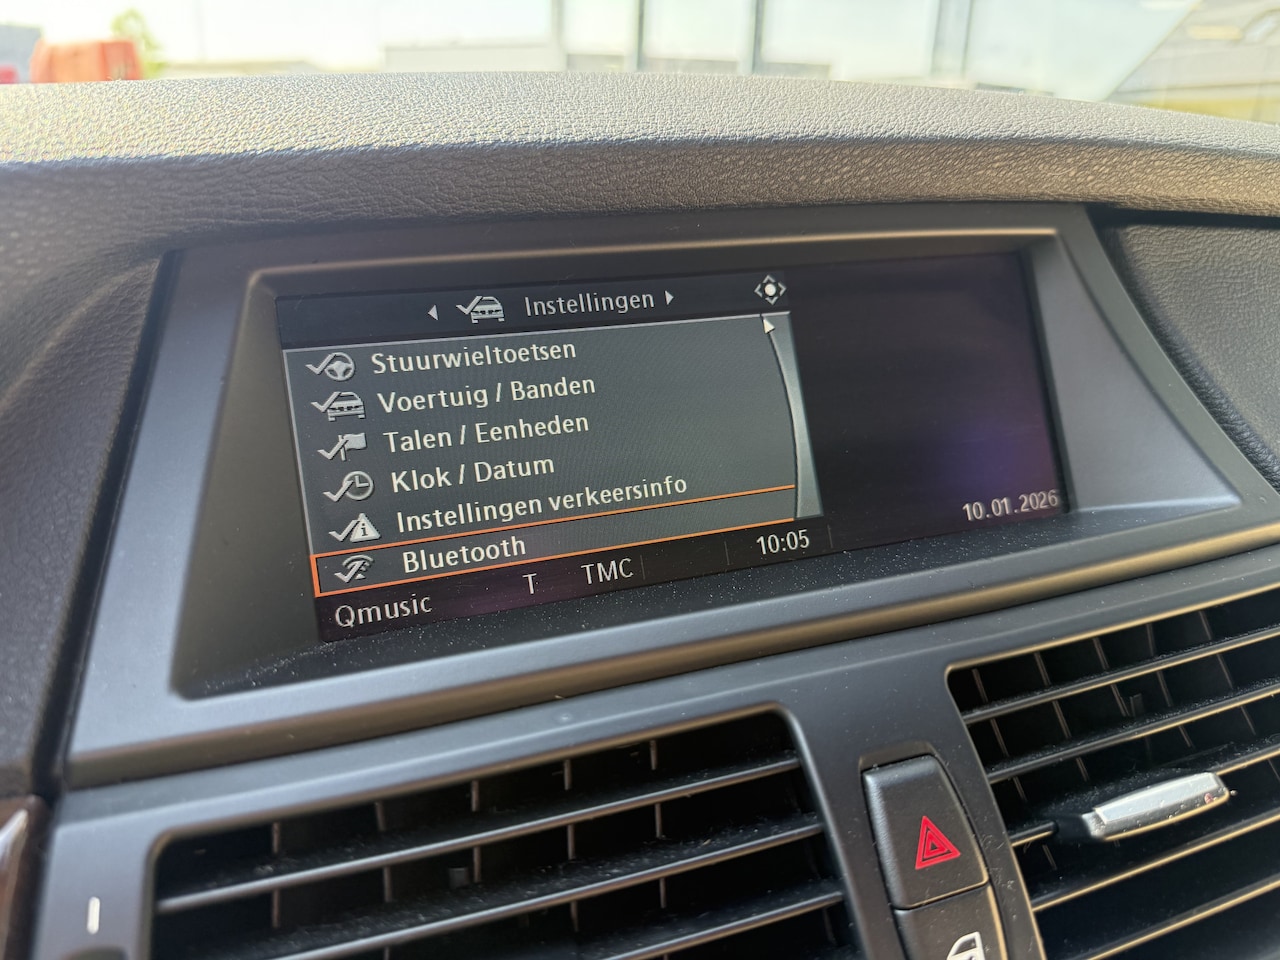 Instellingen
Stuurwieltoetsen
Voertuig / Banden
Talen / Eenheden
Klok / Datum
Instellingen verkeersinfo
Bluetooth
Qmusic T TMC 10:05 10.01.2026